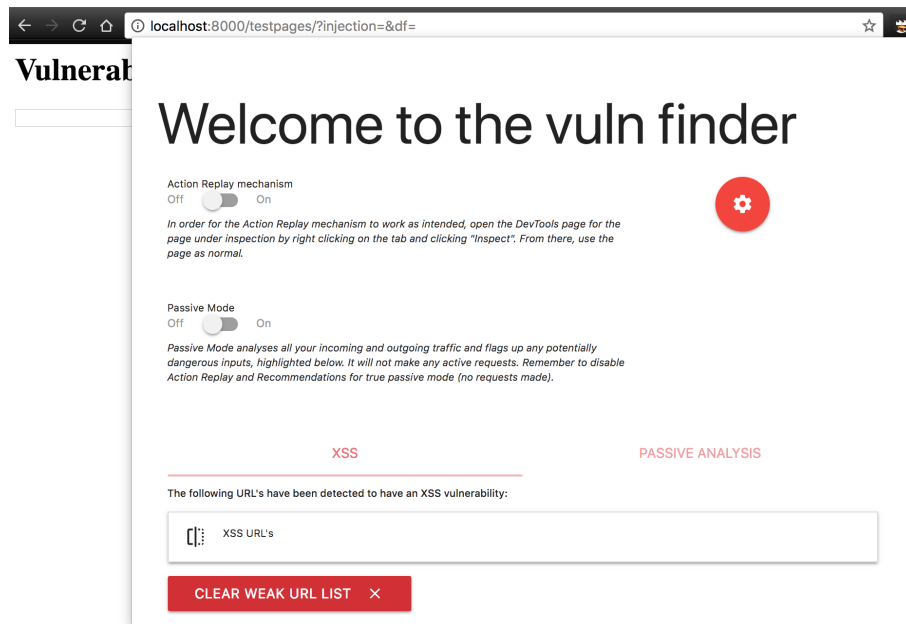 localhost:8000/testpages/?injection=&df=
Vulnerab
Welcome to the vuln finder
Action Replay mechanism
Off On
In order for the Action Replay mechanism to work as intended, open the DevTools page for the
page under inspection by right clicking on the tab and clicking "Inspect". From there, use the
page as normal.
Passive Mode
Off On
Passive Mode analyses all your incoming and outgoing traffic and flags up any potentially
dangerous inputs, highlighted below. It will not make any active requests. Remember to disable
Action Replay and Recommendations for true passive mode (no requests made).
XSS PASSIVE ANALYSIS
The following URL's have been detected to have an XSS vulnerability:
XSS URL's
CLEAR WEAK URL LIST